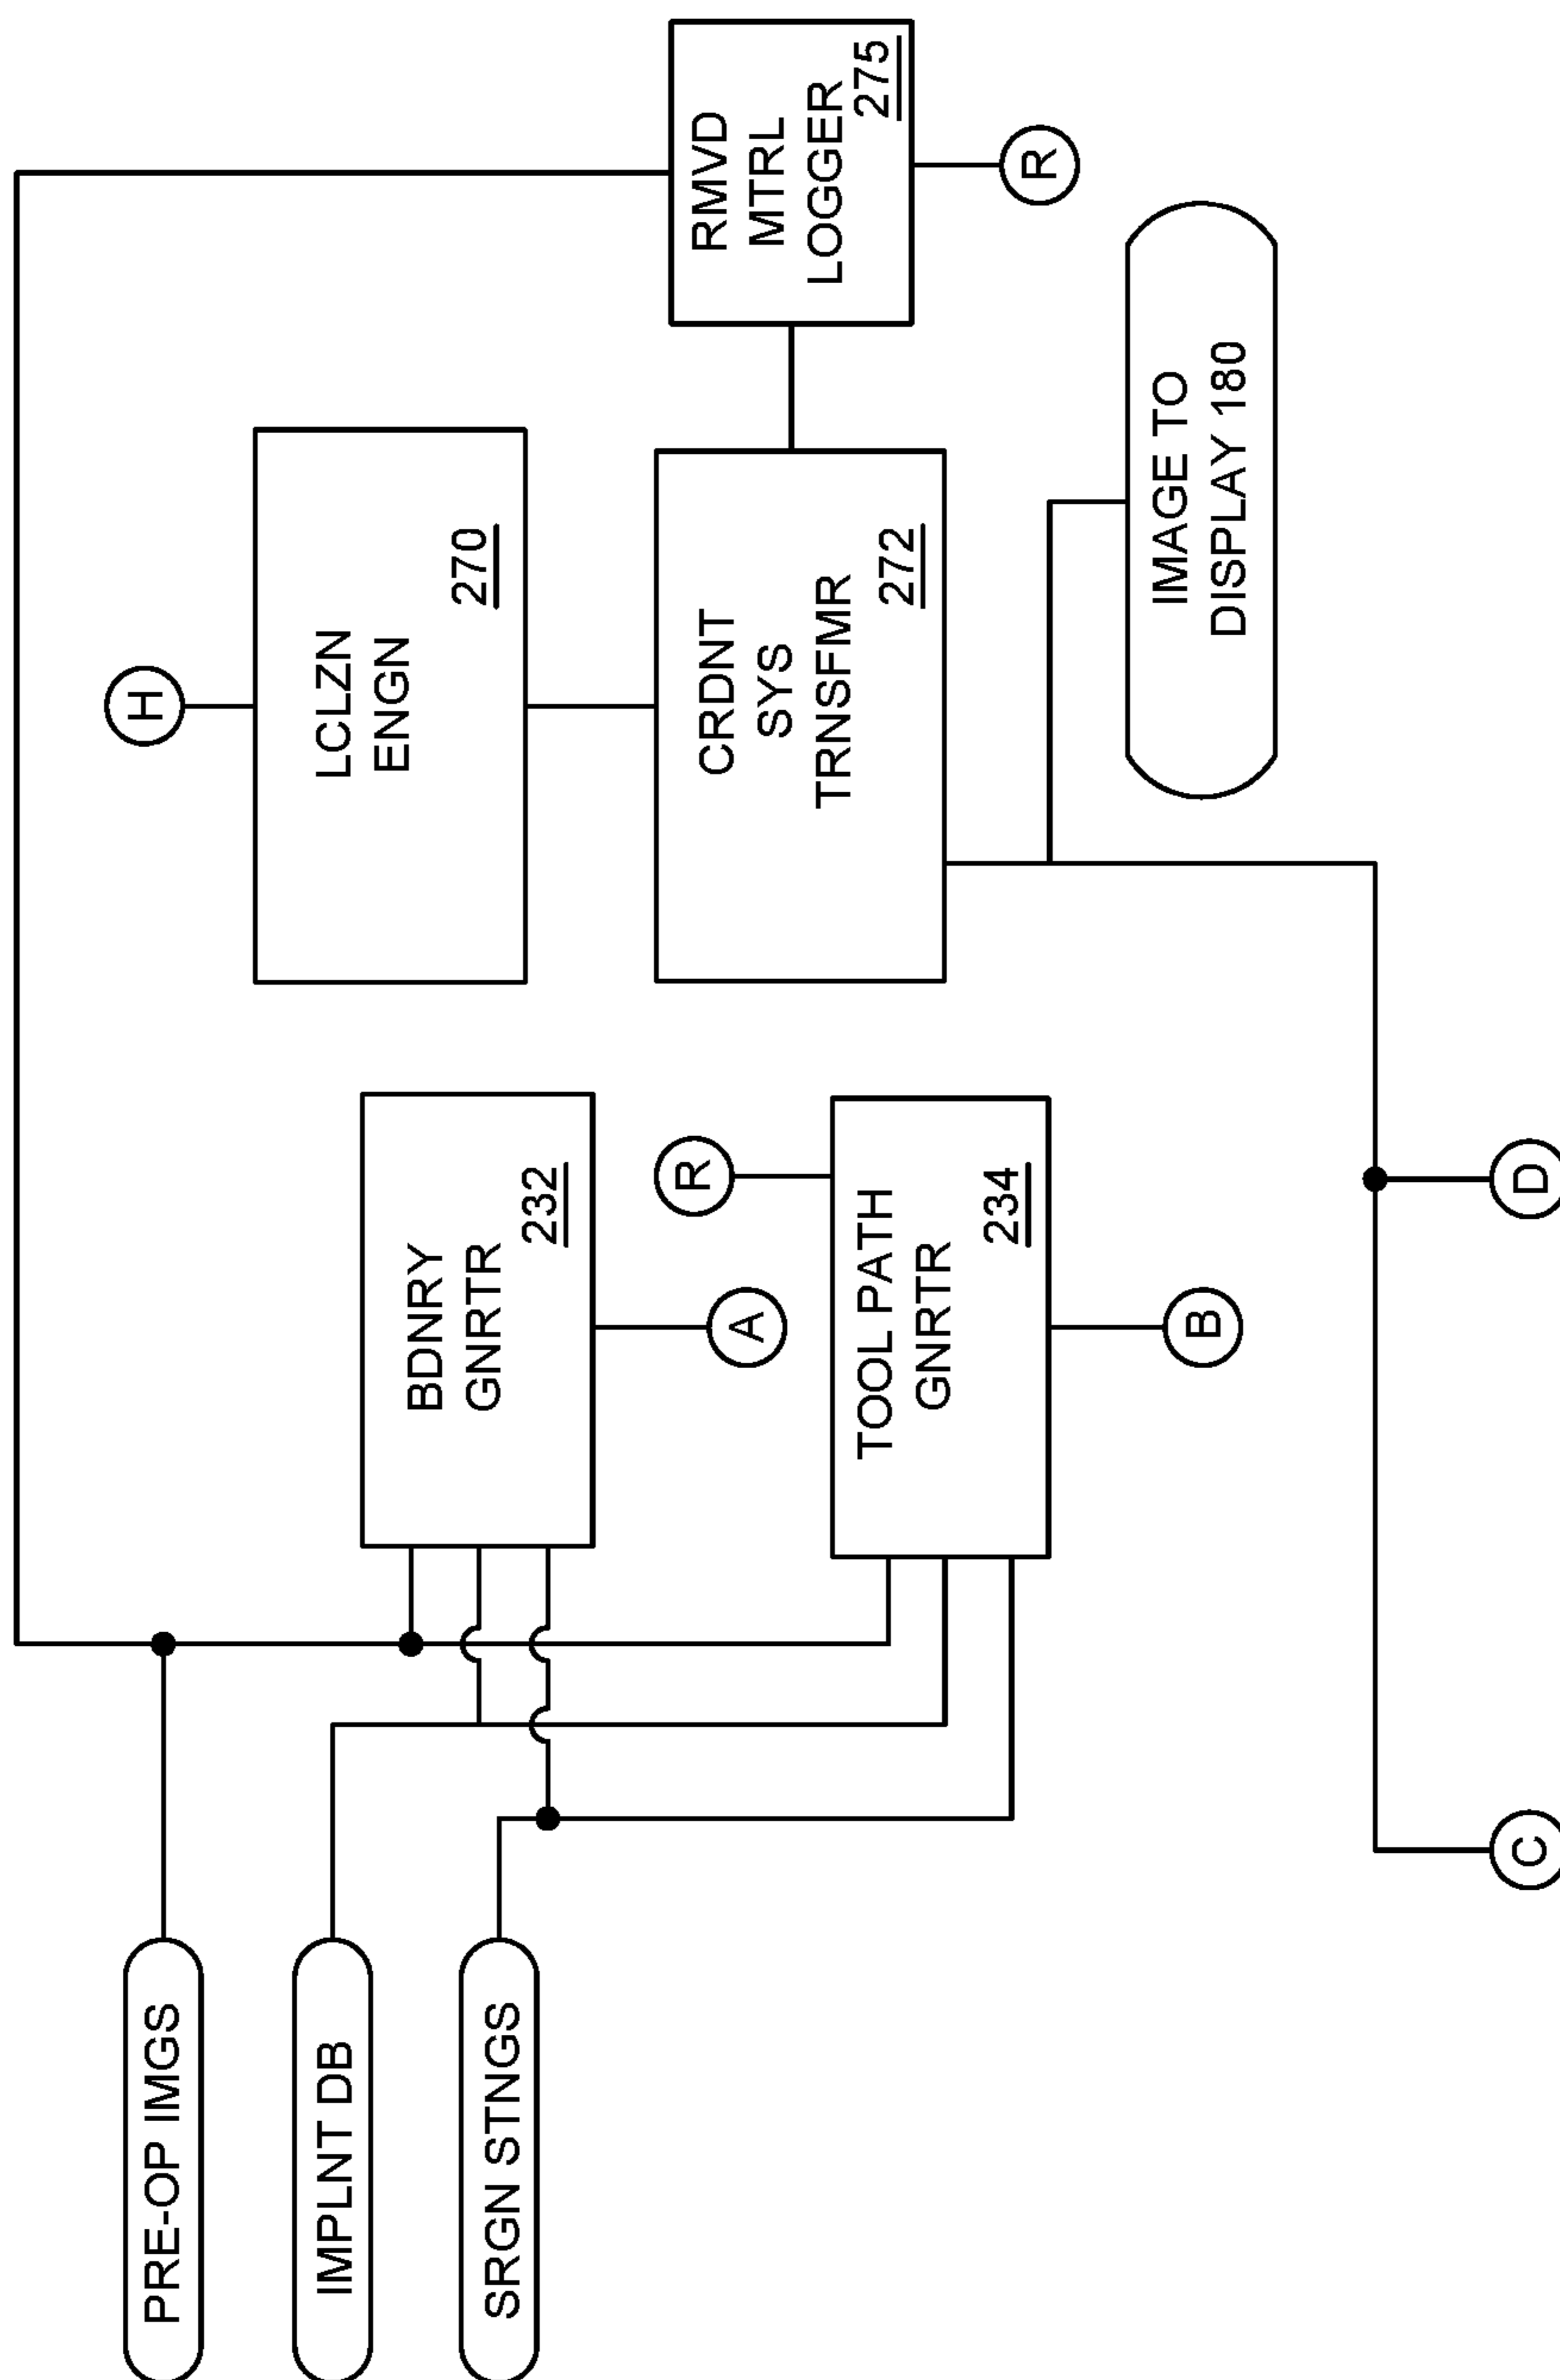 PRE-OP IMGS
IMPLNT DB
SRGN STNGS
BDNRY
GNRTR
232
A
R
TOOL PATH
GNRTR
234
B
H
LCLZN
ENGN
270
CRDNT
SYS
TRNSFMR
272
RMVD
MTRL
LOGGER
275
R
IMAGE TO
DISPLAY 180
C
D